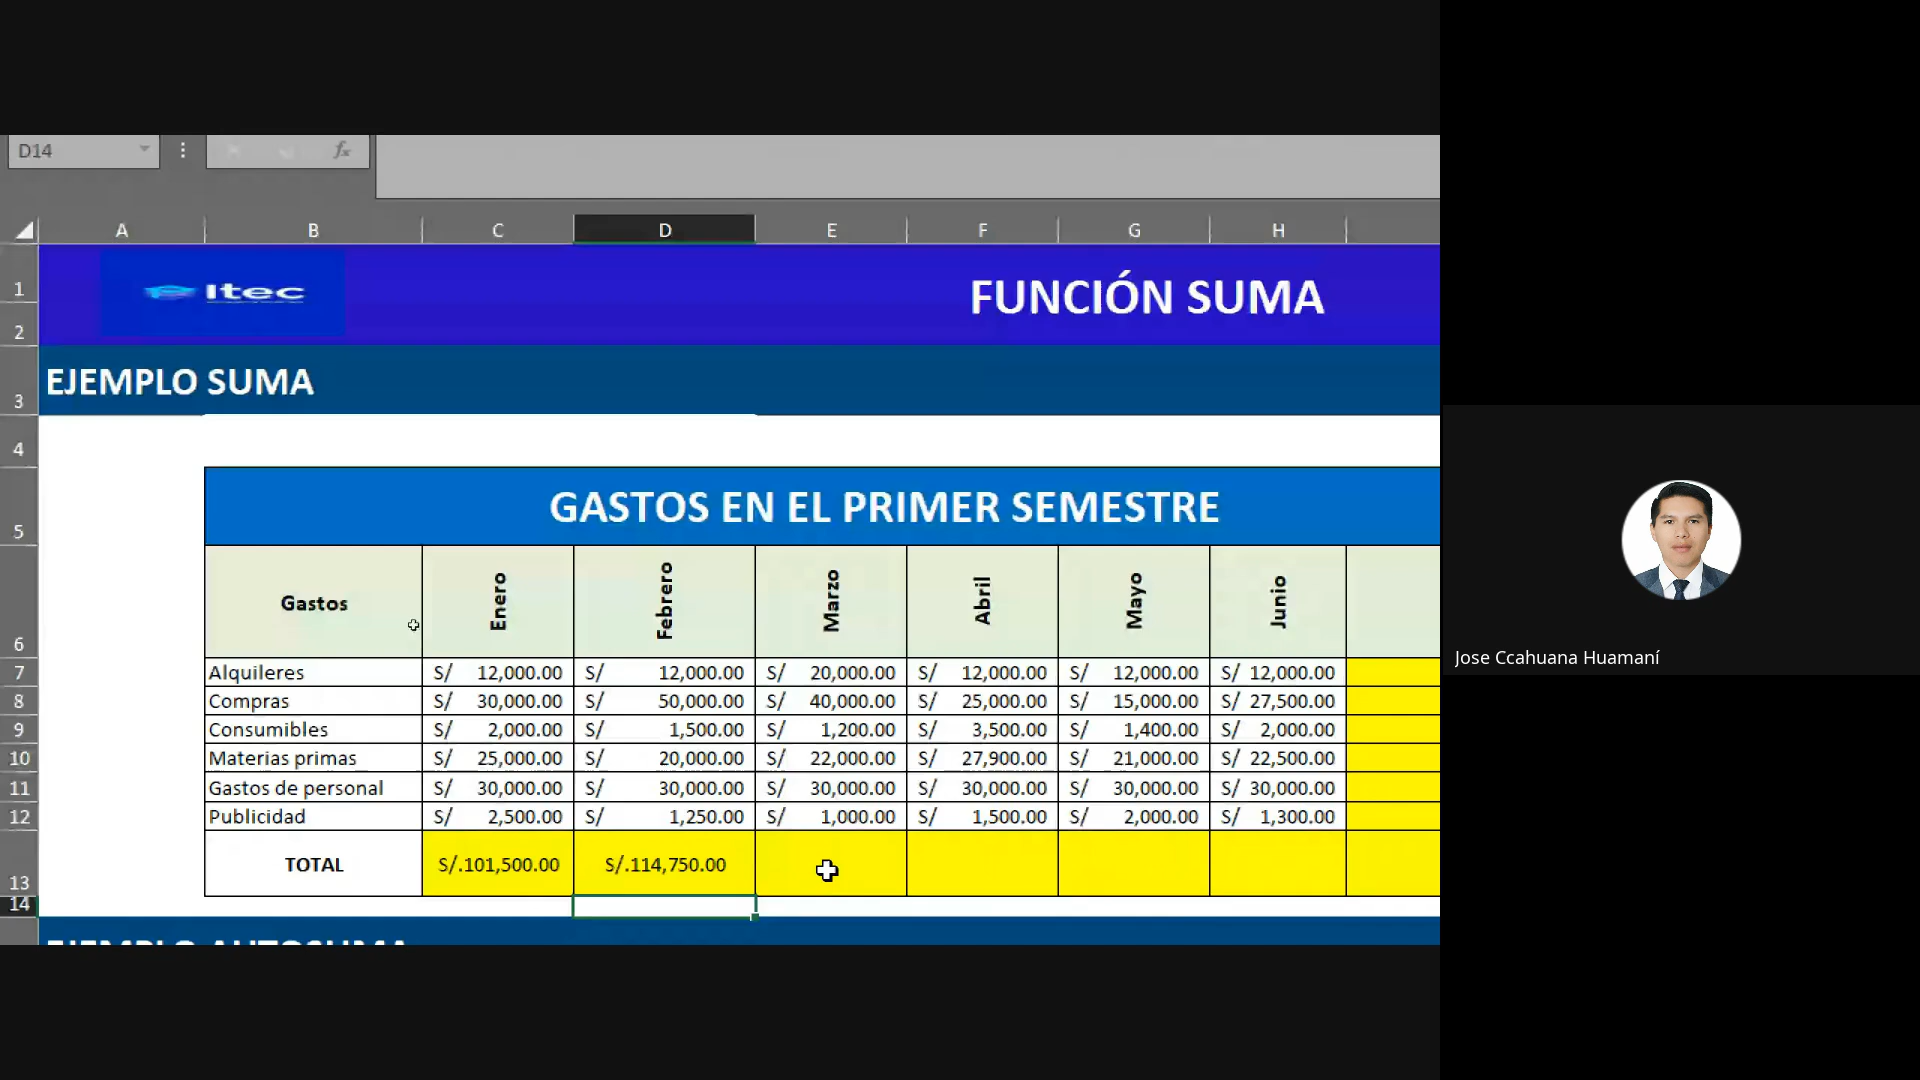 D14 fx
A B C D E F G H
1 Itec FUNCIÓN SUMA
2
3 EJEMPLO SUMA
4
5 GASTOS EN EL PRIMER SEMESTRE
6 Gastos Enero Febrero Marzo Abril Mayo Junio
7 Alquileres S/ 12,000.00 S/ 12,000.00 S/ 20,000.00 S/ 12,000.00 S/ 12,000.00 S/ 12,000.00
8 Compras S/ 30,000.00 S/ 50,000.00 S/ 40,000.00 S/ 25,000.00 S/ 15,000.00 S/ 27,500.00
9 Consumibles S/ 2,000.00 S/ 1,500.00 S/ 1,200.00 S/ 3,500.00 S/ 1,400.00 S/ 2,000.00
10 Materias primas S/ 25,000.00 S/ 20,000.00 S/ 22,000.00 S/ 27,900.00 S/ 21,000.00 S/ 22,500.00
11 Gastos de personal S/ 30,000.00 S/ 30,000.00 S/ 30,000.00 S/ 30,000.00 S/ 30,000.00 S/ 30,000.00
12 Publicidad S/ 2,500.00 S/ 1,250.00 S/ 1,000.00 S/ 1,500.00 S/ 2,000.00 S/ 1,300.00
13 TOTAL S/.101,500.00 S/.114,750.00
14
EJEMPLO AUTOSUMA
Jose Ccahuana Huamaní